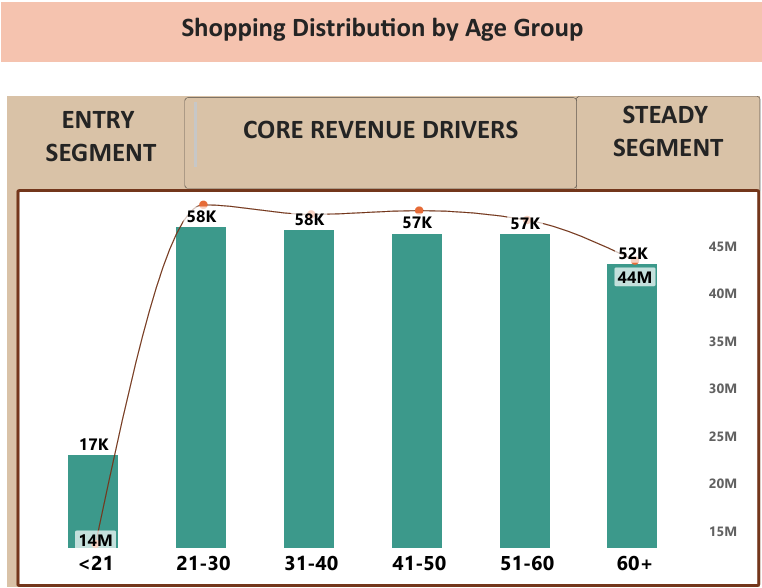 Shopping Distribution by Age Group
ENTRY
SEGMENT
CORE REVENUE DRIVERS
STEADY
SEGMENT
58K
58K
57K
57K
52K
44M
17K
14M
45M
40M
35M
30M
25M
20M
15M
<21
21-30
31-40
41-50
51-60
60+